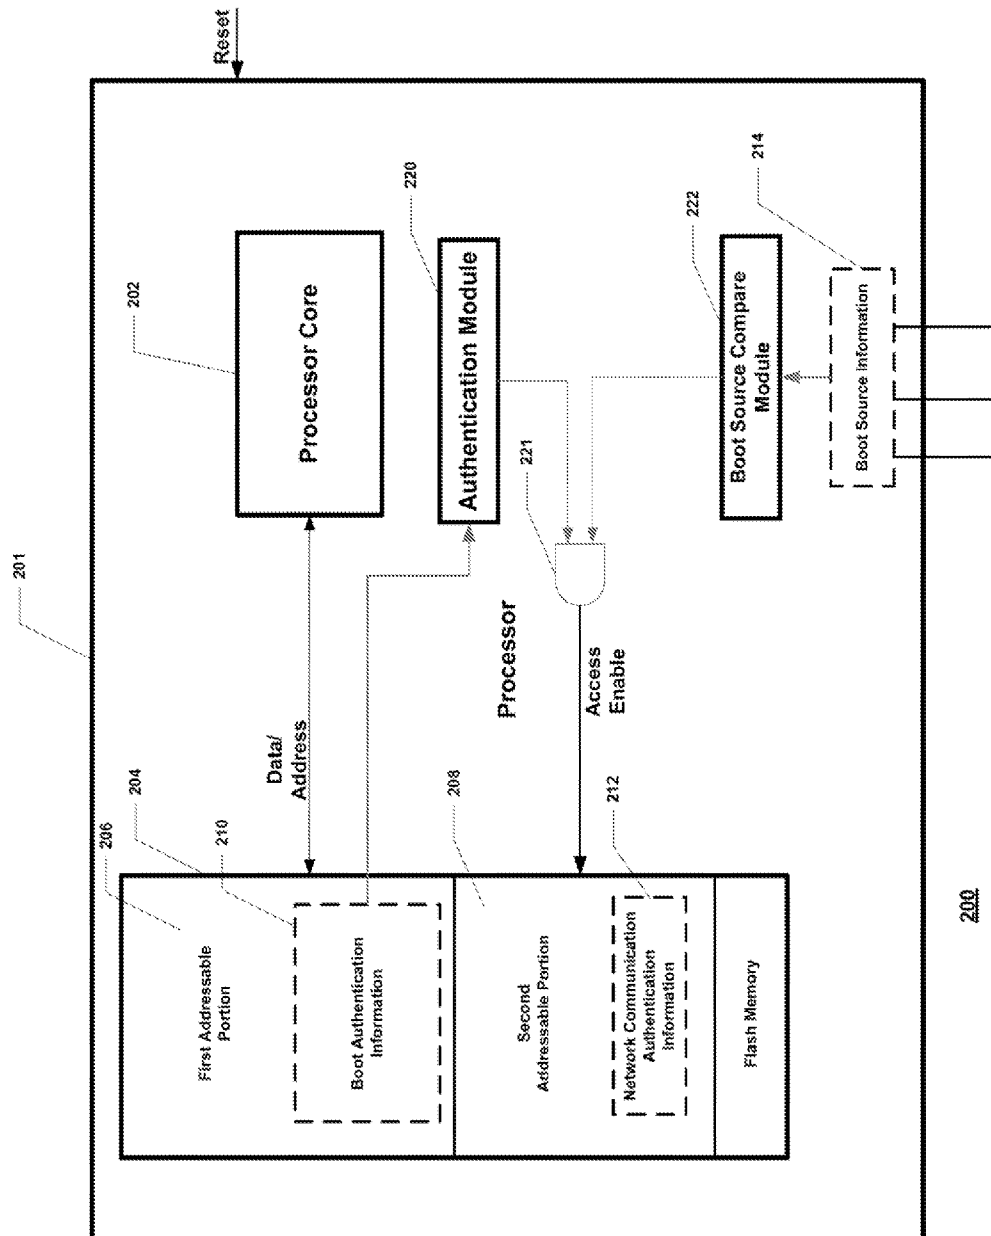 Reset
201
202
Processor Core
220
Authentication Module
214
222
Boot Source Compare
Module
Boot Source Information
221
Processor
Data/
Address
Access
Enable
206
204
210
208
212
First Addressable
Portion
Boot Authentication
Information
Second
Addressable Portion
Network Communication
Authentication
Information
Flash Memory
200